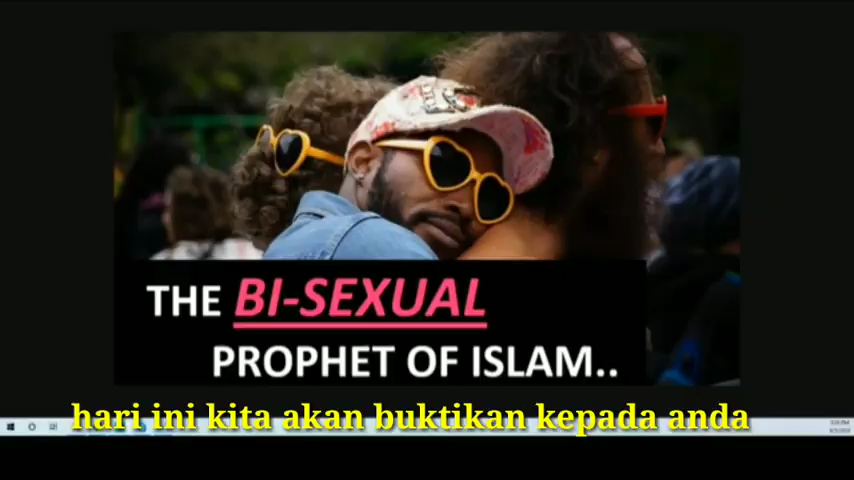 THE BI-SEXUAL
PROPHET OF ISLAM..
hari ini kita akan buktikan kepada anda